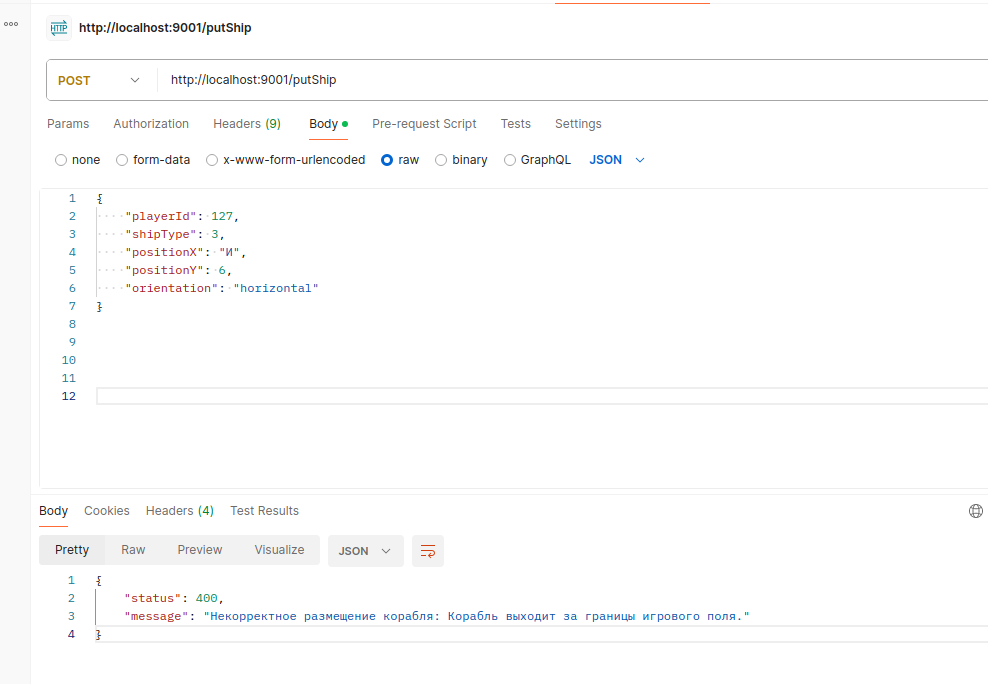 HTTP http://localhost:9001/putShip
POST http://localhost:9001/putShip
Params Authorization Headers (9) Body Pre-request Script Tests Settings
none form-data x-www-form-urlencoded raw binary GraphQL JSON
1 {
2 ····"playerId":·127,
3 ····"shipType":·3,
4 ····"positionX":·"И",
5 ····"positionY":·6,
6 ····"orientation":·"horizontal"
7 }
8
9
10
11
12
Body Cookies Headers (4) Test Results
Pretty Raw Preview Visualize JSON
1 {
2 "status": 400,
3 "message": "Некорректное размещение корабля: Корабль выходит за границы игрового поля."
4 }